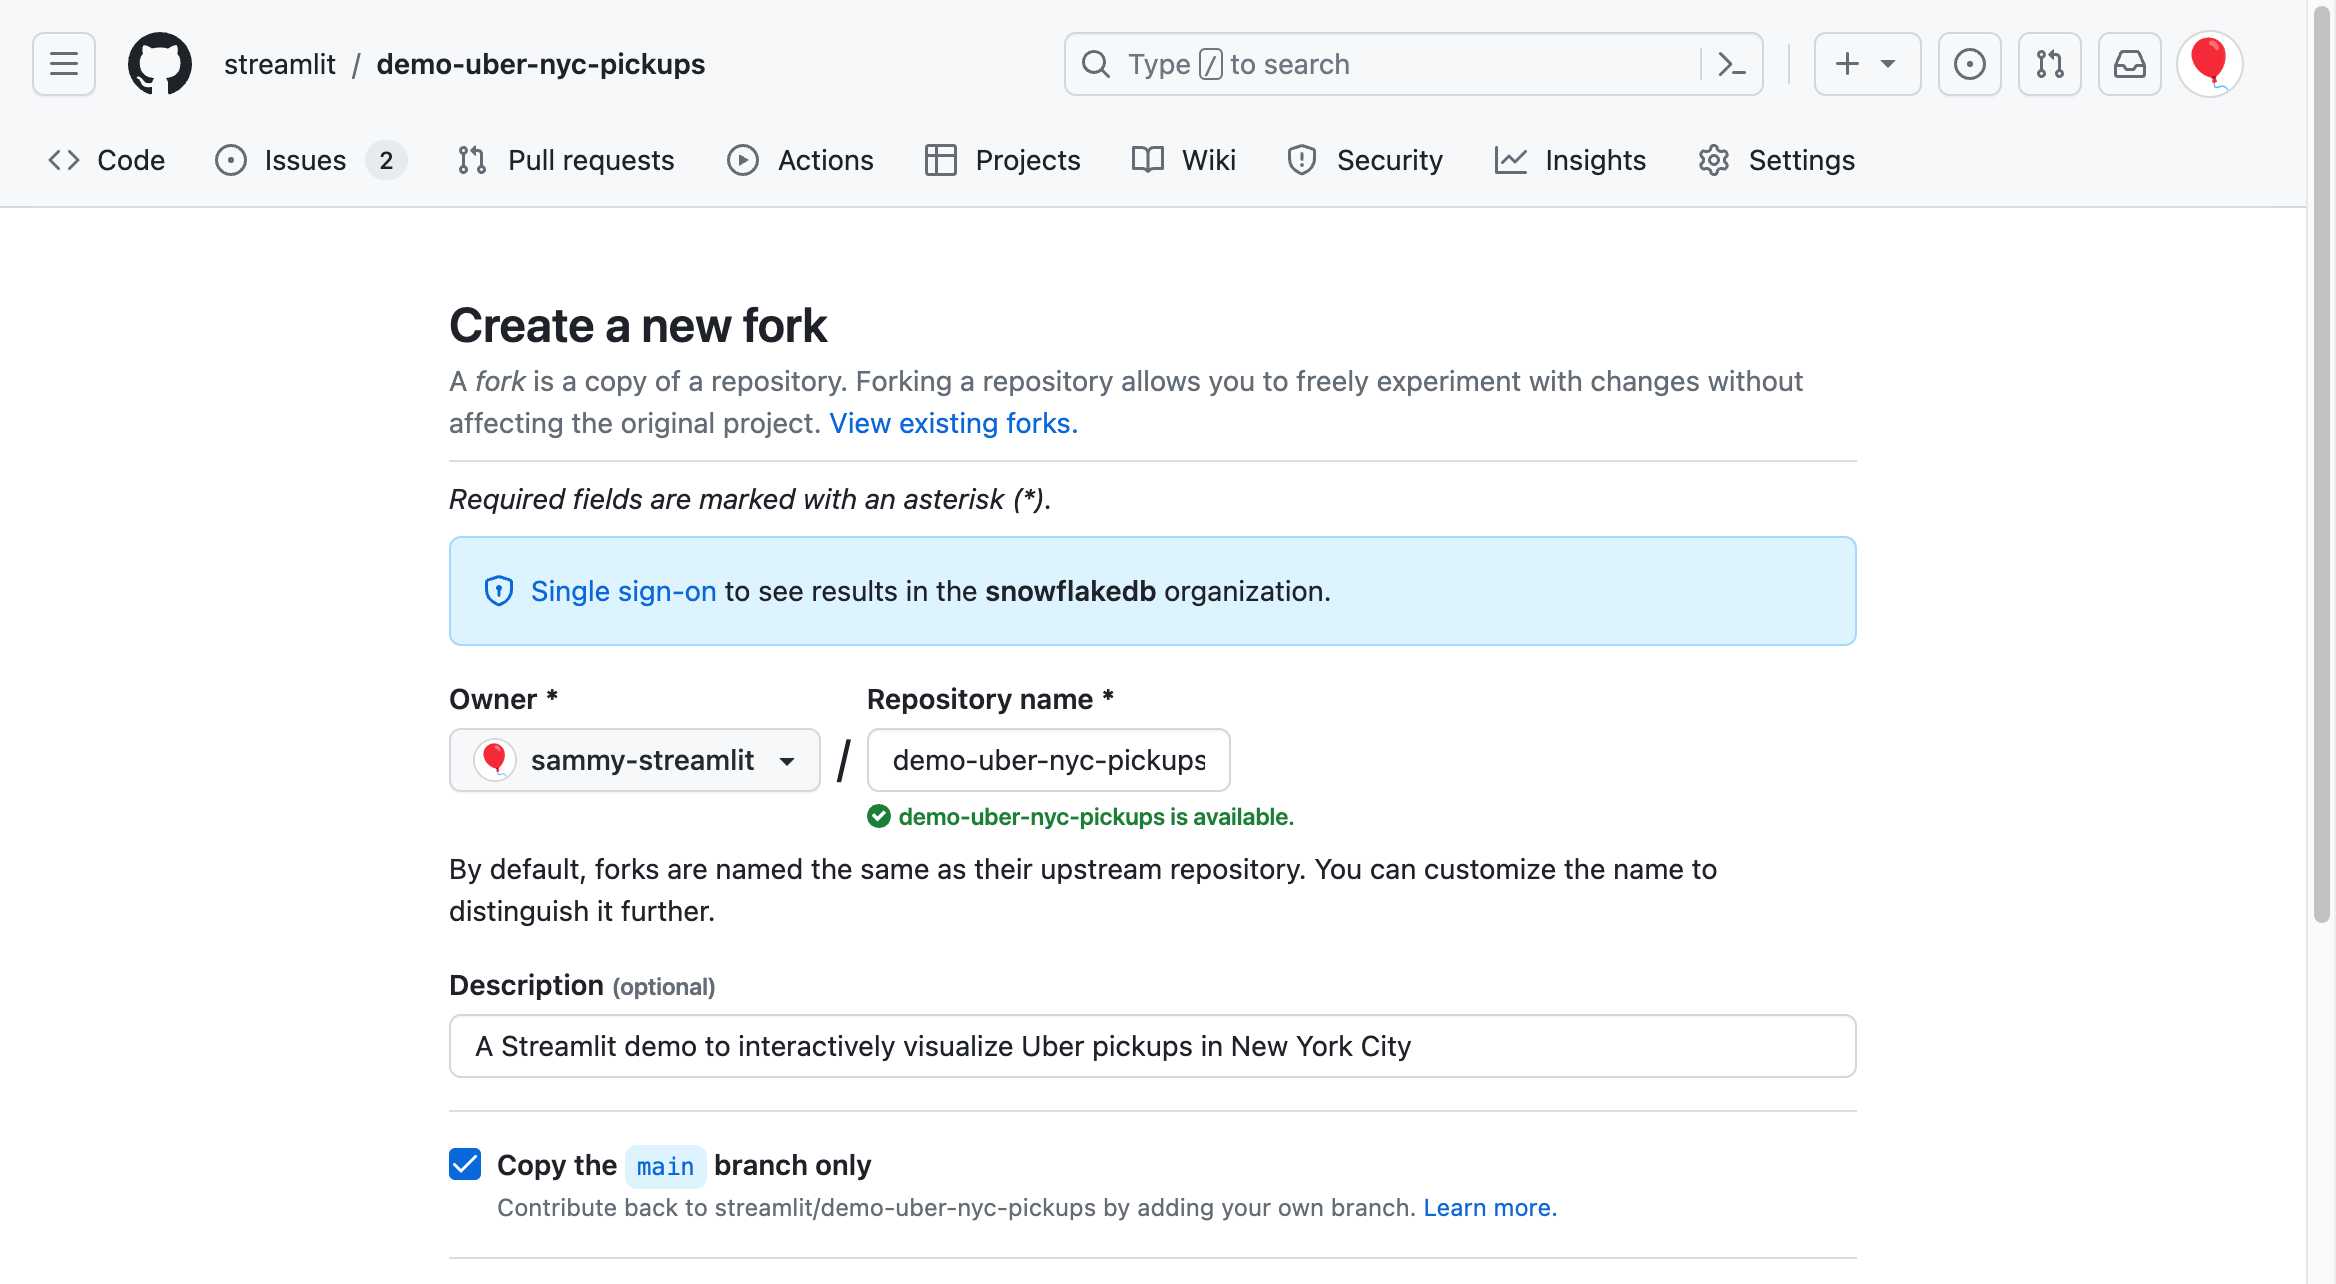 streamlit / demo-uber-nyc-pickups
Type / to search
Code Issues 2 Pull requests Actions Projects Wiki Security Insights Settings
Create a new fork
A fork is a copy of a repository. Forking a repository allows you to freely experiment with changes without
affecting the original project. View existing forks.
Required fields are marked with an asterisk (*).
Single sign-on to see results in the snowflakedb organization.
Owner * Repository name *
sammy-streamlit / demo-uber-nyc-pickups
demo-uber-nyc-pickups is available.
By default, forks are named the same as their upstream repository. You can customize the name to
distinguish it further.
Description (optional)
A Streamlit demo to interactively visualize Uber pickups in New York City
Copy the main branch only
Contribute back to streamlit/demo-uber-nyc-pickups by adding your own branch. Learn more.